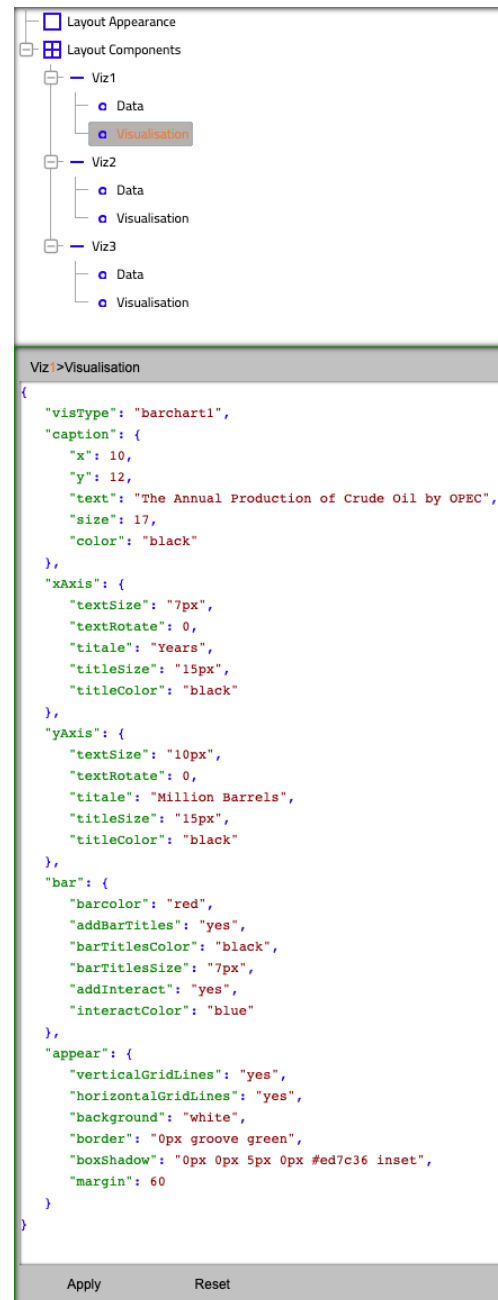 Layout Appearance
Layout Components
Viz1
Data
Visualisation
Viz2
Data
Visualisation
Viz3
Data
Visualisation
Viz1>Visualisation
{
"visType": "barchart1",
"caption": {
"x": 10,
"y": 12,
"text": "The Annual Production of Crude Oil by OPEC",
"size": 17,
"color": "black"
},
"xAxis": {
"textSize": "7px",
"textRotate": 0,
"titale": "Years",
"titleSize": "15px",
"titleColor": "black"
},
"yAxis": {
"textSize": "10px",
"textRotate": 0,
"titale": "Million Barrels",
"titleSize": "15px",
"titleColor": "black"
},
"bar": {
"barcolor": "red",
"addBarTitles": "yes",
"barTitlesColor": "black",
"barTitlesSize": "7px",
"addInteract": "yes",
"interactColor": "blue"
},
"appear": {
"verticalGridLines": "yes",
"horizontalGridLines": "yes",
"background": "white",
"border": "0px groove green",
"boxShadow": "0px 0px 5px 0px #ed7c36 inset",
"margin": 60
}
}
Apply Reset